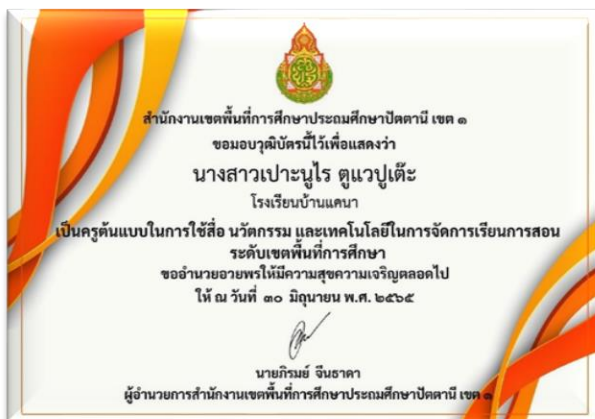 สำนักงานเขตพื้นที่การศึกษาประถมศึกษาปัตตานี เขต ๑
ขอมอบวุฒิบัตรนี้ไว้เพื่อแสดงว่า
นางสาวเปาะนูไร ตูแวปูเต๊ะ
โรงเรียนบ้านแคนา
เป็นครูต้นแบบในการใช้สื่อ นวัตกรรม และเทคโนโลยีในการจัดการเรียนการสอน
ระดับเขตพื้นที่การศึกษา
ขออำนวยอวยพรให้มีความสุขความเจริญตลอดไป
ให้ ณ วันที่ ๓๐ มิถุนายน พ.ศ. ๒๕๖๕
นายภิรมย์ จีนธาดา
ผู้อำนวยการสำนักงานเขตพื้นที่การศึกษาประถมศึกษาปัตตานี เขต ๑